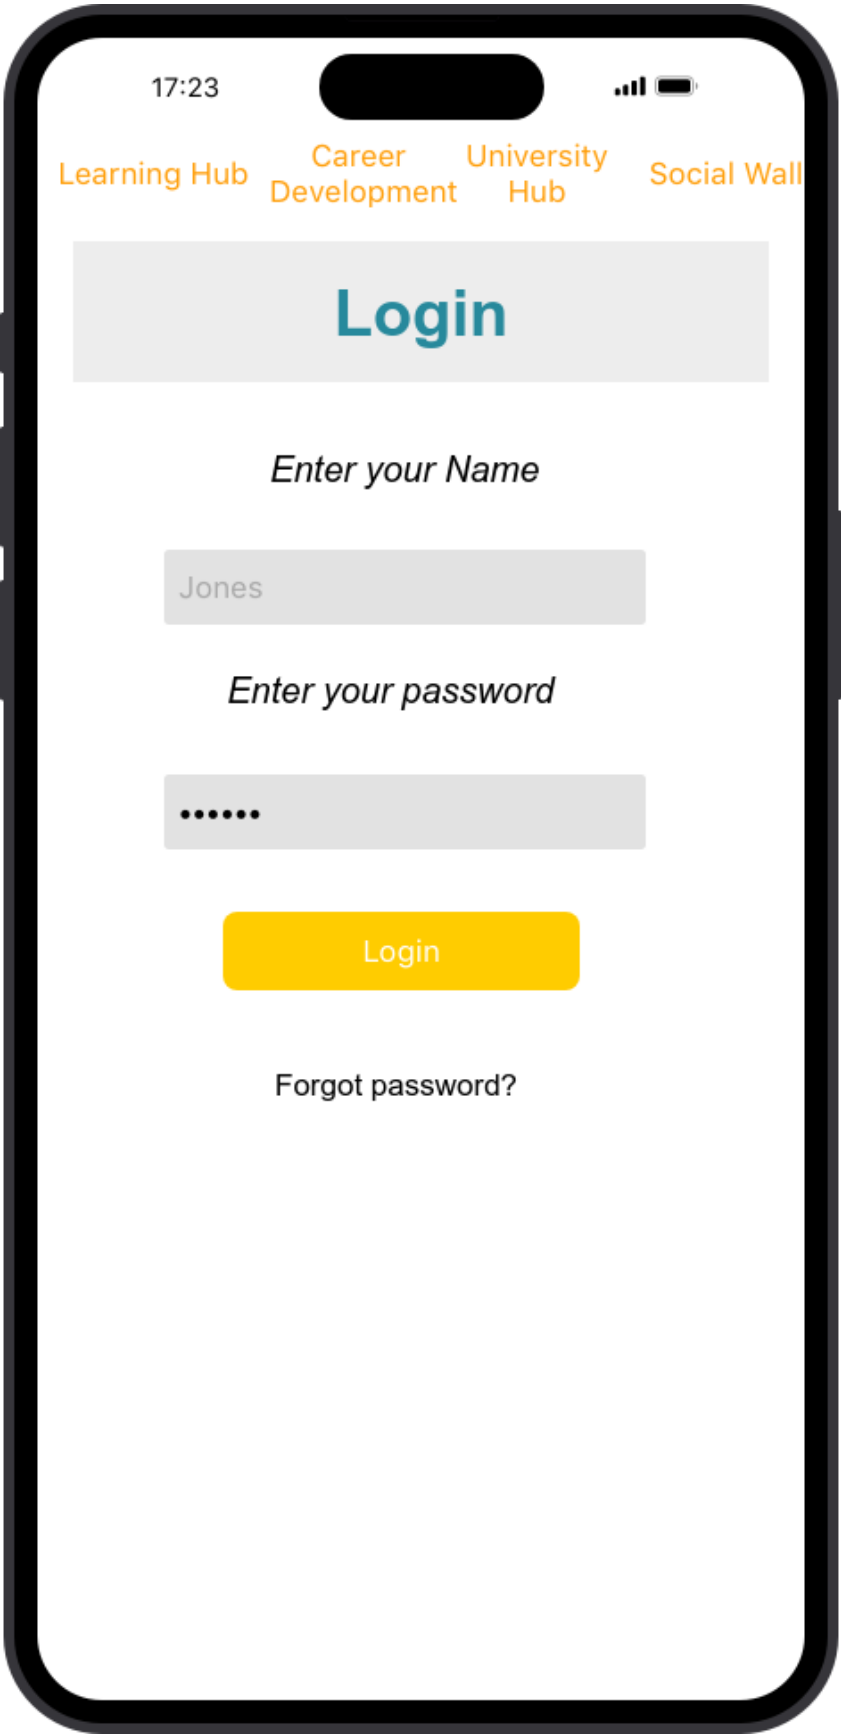 17:23
Learning Hub
Career
Development
University
Hub
Social Wall
Login
Enter your Name
Jones
Enter your password
••••••
Login
Forgot password?